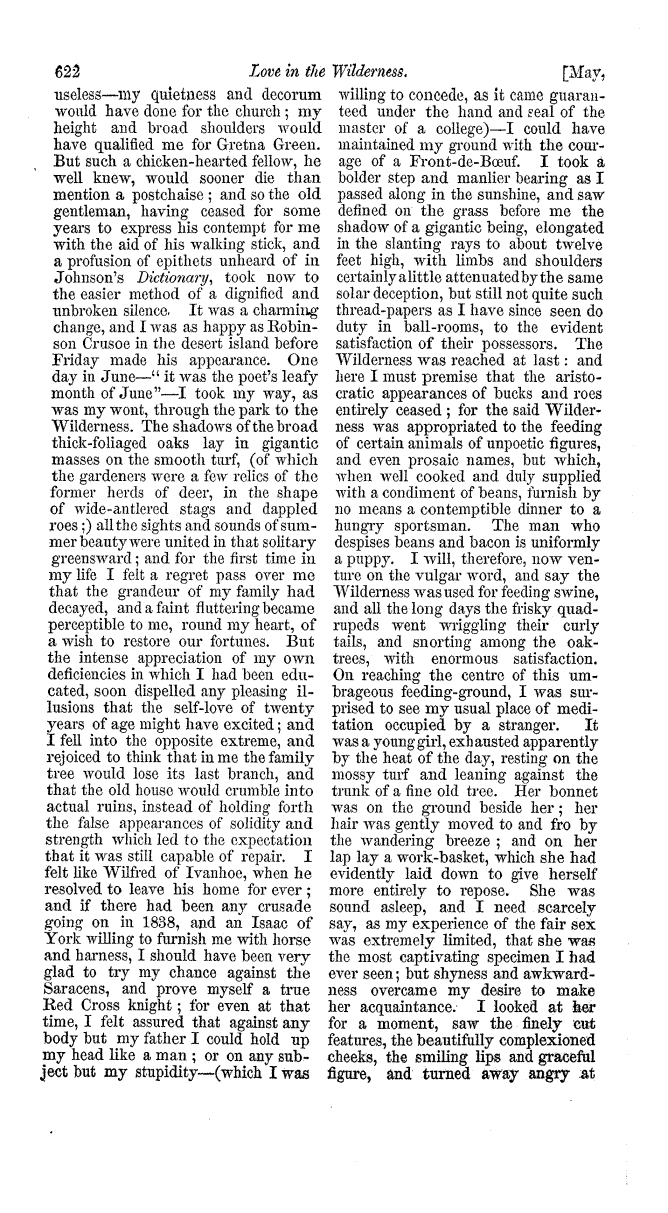 622 Love in the Wilderness. [May,
useless—my quietness and decorum
would have done for the church; my
height and broad shoulders would
have qualified me for Gretna Green.
But such a chicken-hearted fellow, he
well knew, would sooner die than
mention a postchaise; and so the old
gentleman, having ceased for some
years to express his contempt for me
with the aid of his walking stick, and
a profusion of epithets unheard of in
Johnson's Dictionary, took now to
the easier method of a dignified and
unbroken silence. It was a charming
change, and I was as happy as Robin-
son Crusoe in the desert island before
Friday made his appearance. One
day in June—“ it was the poet's leafy
month of June”—I took my way, as
was my wont, through the park to the
Wilderness. The shadows of the broad
thick-foliaged oaks lay in gigantic
masses on the smooth turf, (of which
the gardeners were a few relics of the
former herds of deer, in the shape
of wide-antlered stags and dappled
roes ;) all the sights and sounds of sum-
mer beauty were united in that solitary
greensward; and for the first time in
my life I felt a regret pass over me
that the grandeur of my family had
decayed, and a faint fluttering became
perceptible to me, round my heart, of
a wish to restore our fortunes. But
the intense appreciation of my own
deficiencies in which I had been edu-
cated, soon dispelled any pleasing il-
lusions that the self-love of twenty
years of age might have excited; and
I fell into the opposite extreme, and
rejoiced to think that in me the family
tree would lose its last branch, and
that the old house would crumble into
actual ruins, instead of holding forth
the false appearances of solidity and
strength which led to the expectation
that it was still capable of repair. I
felt like Wilfred of Ivanhoe, when he
resolved to leave his home for ever;
and if there had been any crusade
going on in 1838, and an Isaac of
York willing to furnish me with horse
and harness, I should have been very
glad to try my chance against the
Saracens, and prove myself a true
Red Cross knight; for even at that
time, I felt assured that against any
body but my father I could hold up
my head like a man; or on any sub-
ject but my stupidity—(which I was
willing to concede, as it came guaran-
teed under the hand and seal of the
master of a college)—I could have
maintained my ground with the cour-
age of a Front-de-Bœuf. I took a
bolder step and manlier bearing as I
passed along in the sunshine, and saw
defined on the grass before me the
shadow of a gigantic being, elongated
in the slanting rays to about twelve
feet high, with limbs and shoulders
certainly a little attenuated by the same
solar deception, but still not quite such
thread-papers as I have since seen do
duty in ball-rooms, to the evident
satisfaction of their possessors. The
Wilderness was reached at last: and
here I must premise that the aristo-
cratic appearances of bucks and roes
entirely ceased; for the said Wilder-
ness was appropriated to the feeding
of certain animals of unpoetic figures,
and even prosaic names, but which,
when well cooked and duly supplied
with a condiment of beans, furnish by
no means a contemptible dinner to a
hungry sportsman. The man who
despises beans and bacon is uniformly
a puppy. I will, therefore, now ven-
ture on the vulgar word, and say the
Wilderness was used for feeding swine,
and all the long days the frisky quad-
rupeds went wriggling their curly
tails, and snorting among the oak-
trees, with enormous satisfaction.
On reaching the centre of this um-
brageous feeding-ground, I was sur-
prised to see my usual place of medi-
tation occupied by a stranger. It
was a young girl, exhausted apparently
by the heat of the day, resting on the
mossy turf and leaning against the
trunk of a fine old tree. Her bonnet
was on the ground beside her; her
hair was gently moved to and fro by
the wandering breeze; and on her
lap lay a work-basket, which she had
evidently laid down to give herself
more entirely to repose. She was
sound asleep, and I need scarcely
say, as my experience of the fair sex
was extremely limited, that she was
the most captivating specimen I had
ever seen; but shyness and awkward-
ness overcame my desire to make
her acquaintance. I looked at her
for a moment, saw the finely cut
features, the beautifully complexioned
cheeks, the smiling lips and graceful
figure, and turned away angry at